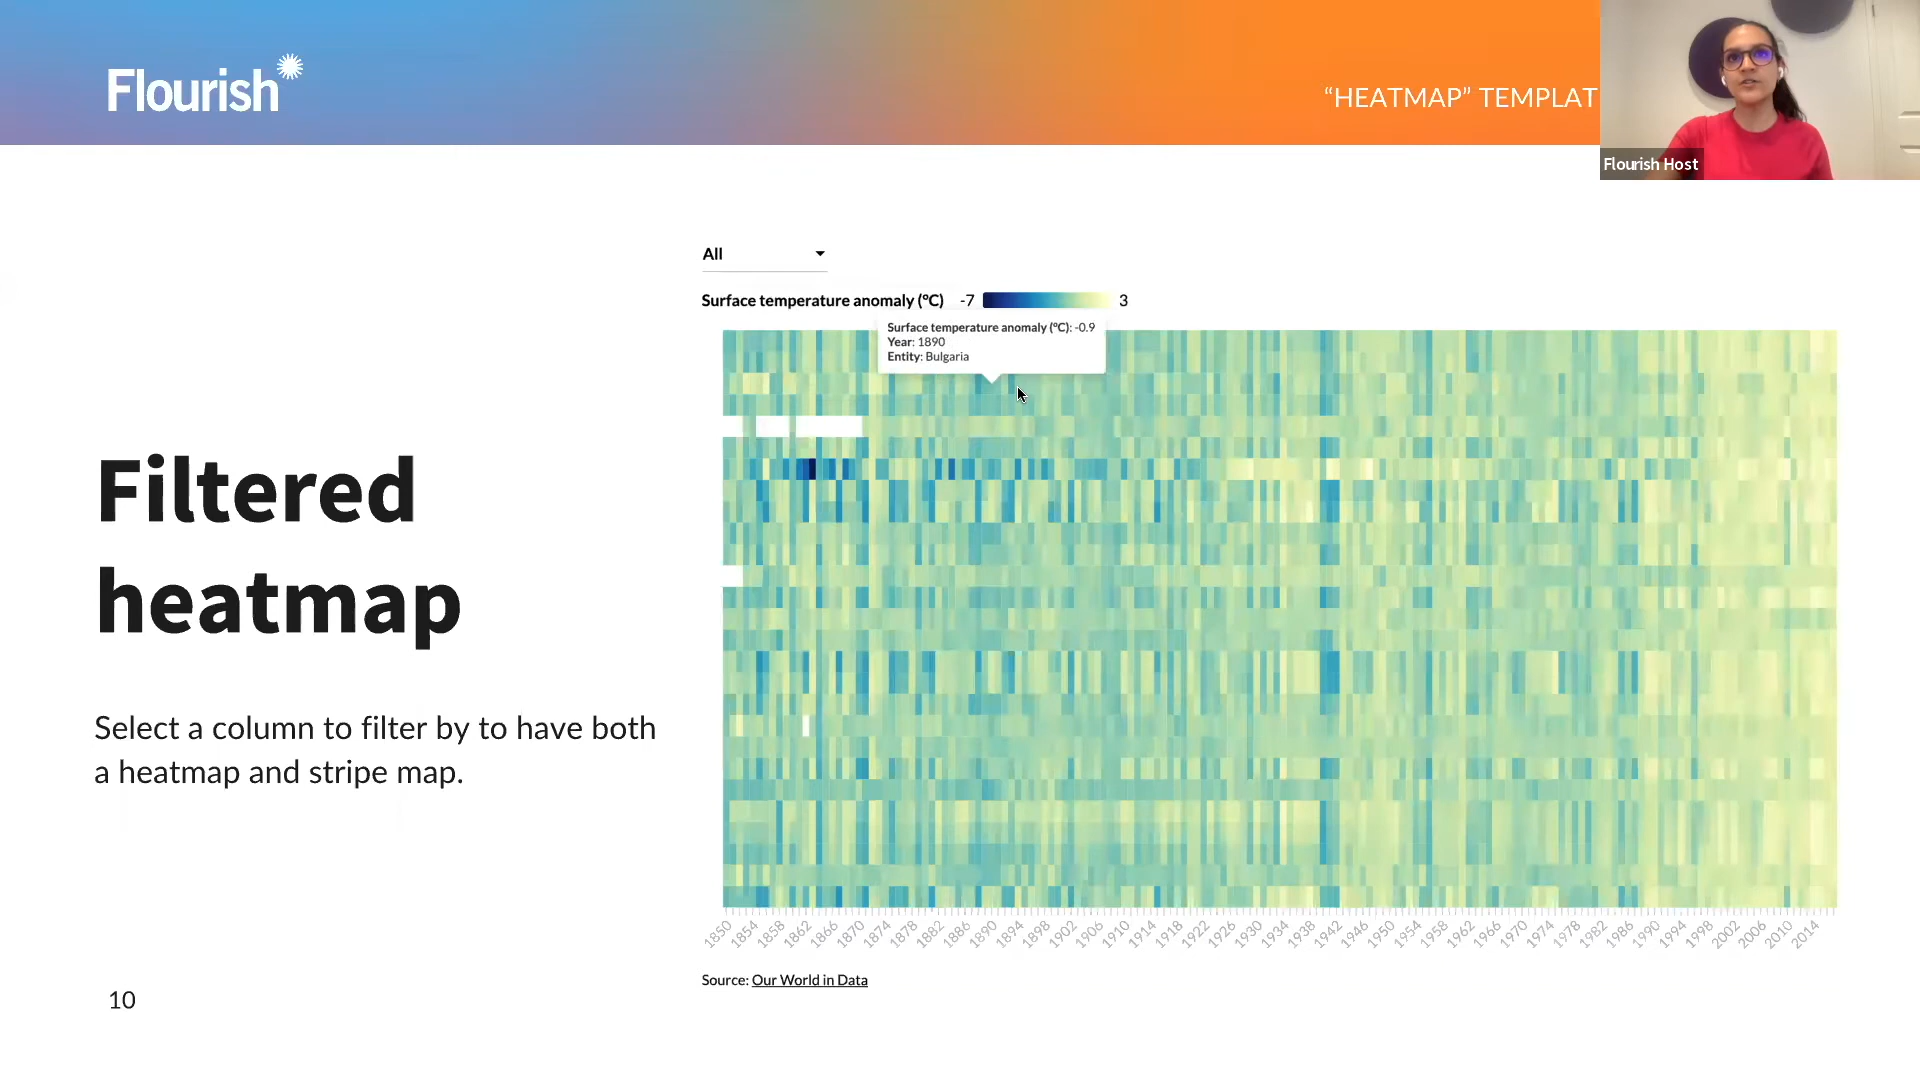 Flourish
“HEATMAP” TEMPLAT
Flourish Host
All
Surface temperature anomaly (°C) -7 3
Surface temperature anomaly (°C): -0.9
Year: 1890
Entity: Bulgaria
Filtered
heatmap
Select a column to filter by to have both
a heatmap and stripe map.
1850 1854 1858 1862 1866 1870 1874 1878 1882 1886 1890 1894 1898 1902 1906 1910 1914 1918 1922 1926 1930 1934 1938 1942 1946 1950 1954 1958 1962 1966 1970 1974 1978 1982 1986 1990 1994 1998 2002 2006 2010 2014
Source: Our World in Data
10